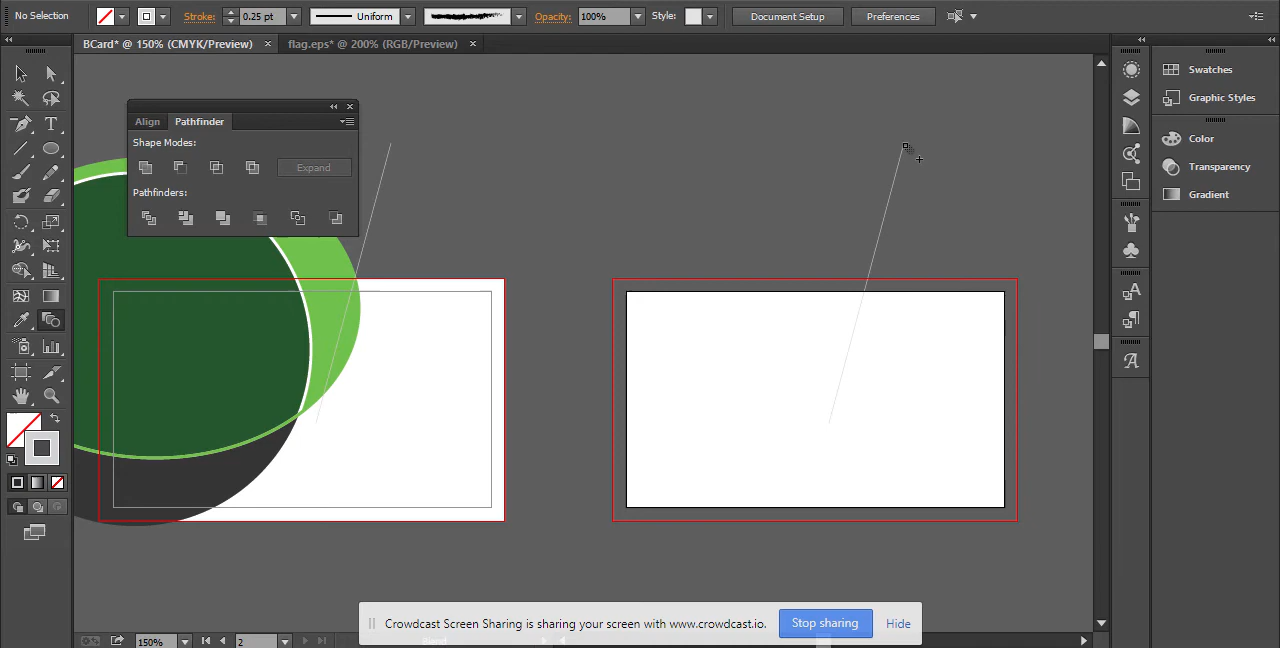 No Selection
Stroke: 0.25 pt Uniform Opacity: 100% Style: Document Setup Preferences
BCard* @ 150% (CMYK/Preview) × flag.eps* @ 200% (RGB/Preview) ×
Align Pathfinder
Shape Modes:
Expand
Pathfinders:
Swatches
Graphic Styles
Color
Transparency
Gradient
Crowdcast Screen Sharing is sharing your screen with www.crowdcast.io. Stop sharing Hide
150% 2 Blend